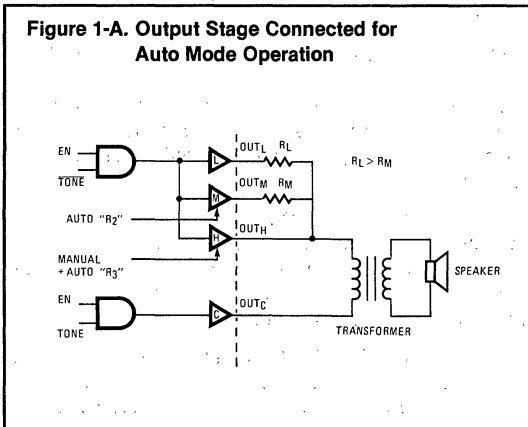 Figure 1-A. Output Stage Connected for
Auto Mode Operation
EN
TONE
L
OUTL RL
RL > RM
M
OUTM RM
AUTO "R2"
H
OUTH
MANUAL
+ AUTO "R3"
SPEAKER
EN
TONE
C
OUTC
TRANSFORMER